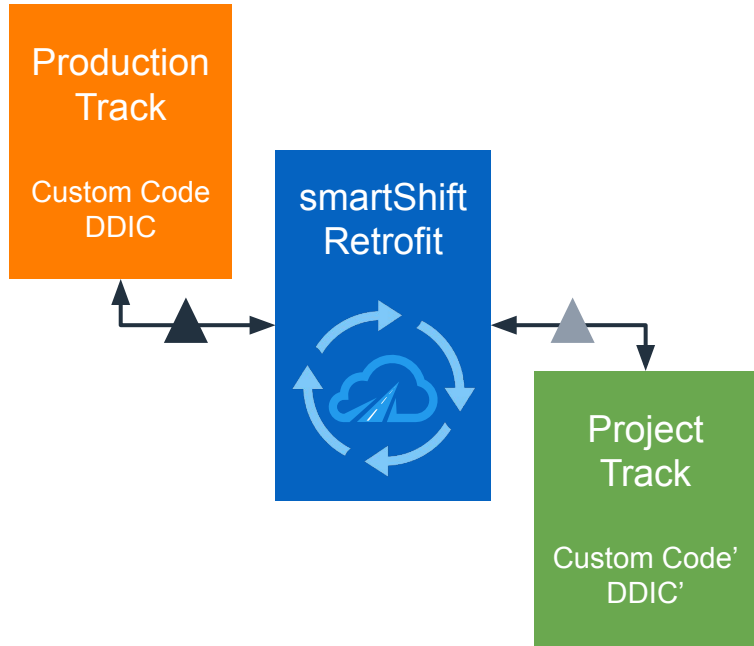 Production
Track
Custom Code
DDIC
smartShift
Retrofit
Project
Track
Custom Code’
DDIC’